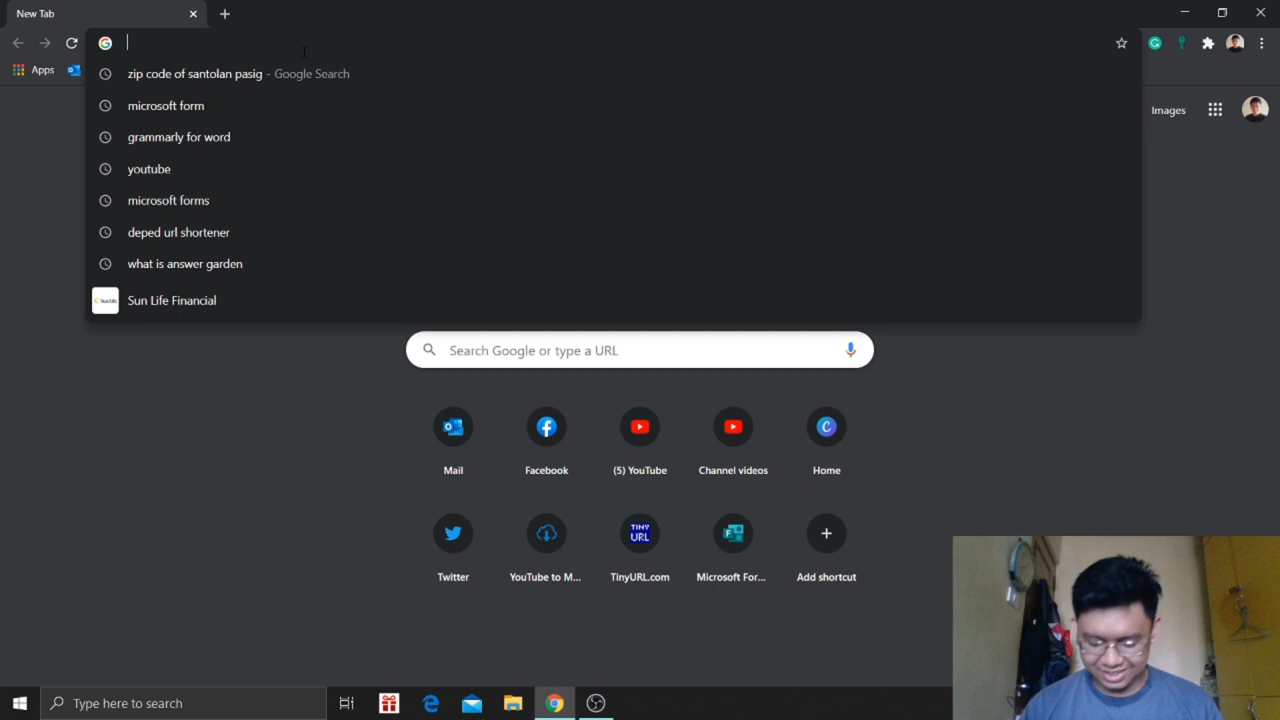 New Tab
Apps
zip code of santolan pasig - Google Search
microsoft form
grammarly for word
youtube
microsoft forms
deped url shortener
what is answer garden
Sun Life Financial
Images
Search Google or type a URL
Mail
Facebook
(5) YouTube
Channel videos
Home
TINY
URL
Twitter
YouTube to M...
TinyURL.com
Microsoft For...
Add shortcut
Type here to search